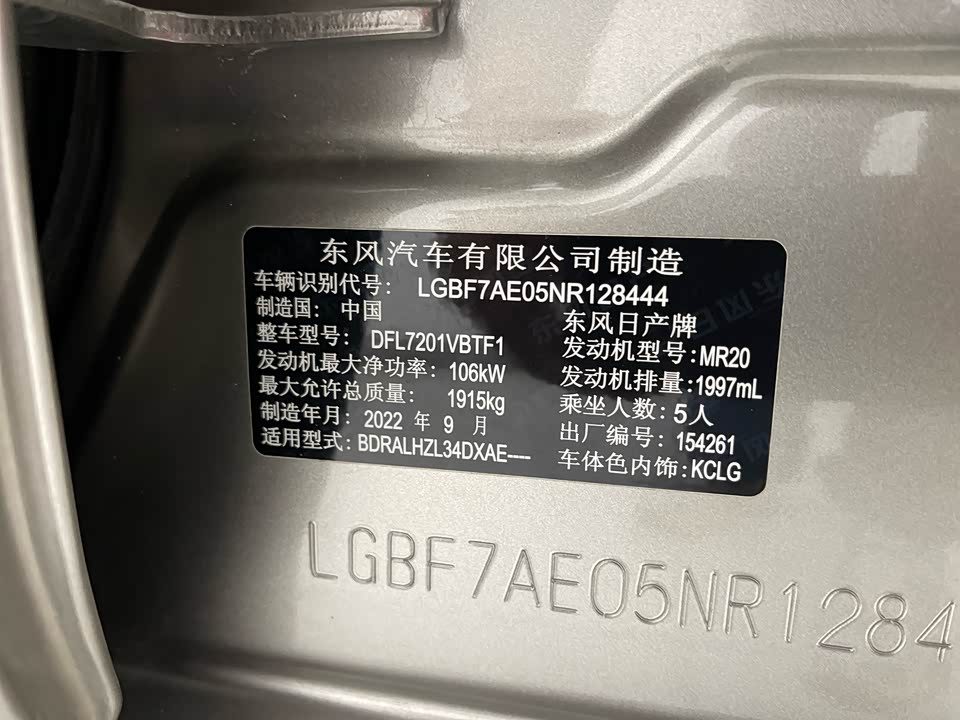 东风汽车有限公司制造
车辆识别代号： LGBF7AE05NR128444
制造国： 中国 东风日产牌
整车型号： DFL7201VBTF1 发动机型号：MR20
发动机最大净功率： 106kW 发动机排量：1997mL
最大允许总质量： 1915kg 乘坐人数：5人
制造年月： 2022 年 9 月 出厂编号： 154261
适用型式：BDRALHZL34DXAE---- 车体色内饰：KCLG
LGBF7AE05NR1284